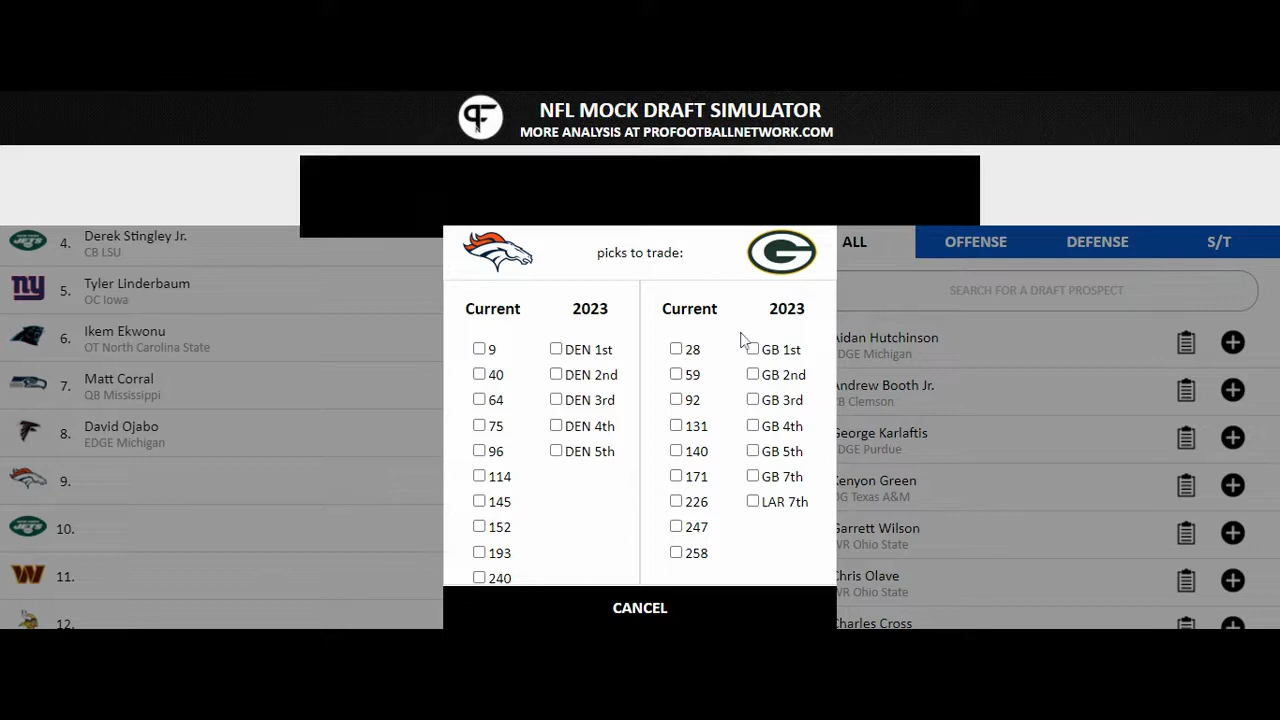 NFL MOCK DRAFT SIMULATOR
MORE ANALYSIS AT PROFOOTBALLNETWORK.COM
4. Derek Stingley Jr.
CB LSU
5. Tyler Linderbaum
OC Iowa
6. Ikem Ekwonu
OT North Carolina State
7. Matt Corral
QB Mississippi
8. David Ojabo
EDGE Michigan
9.
10.
11.
12.
picks to trade:
Current 2023
9 DEN 1st
40 DEN 2nd
64 DEN 3rd
75 DEN 4th
96 DEN 5th
114
145
152
193
240
Current 2023
28 GB 1st
59 GB 2nd
92 GB 3rd
131 GB 4th
140 GB 5th
171 GB 7th
226 LAR 7th
247
258
CANCEL
ALL OFFENSE DEFENSE S/T
SEARCH FOR A DRAFT PROSPECT
Aidan Hutchinson
EDGE Michigan
Andrew Booth Jr.
CB Clemson
George Karlaftis
EDGE Purdue
Kenyon Green
OG Texas A&M
Garrett Wilson
WR Ohio State
Chris Olave
WR Ohio State
Charles Cross